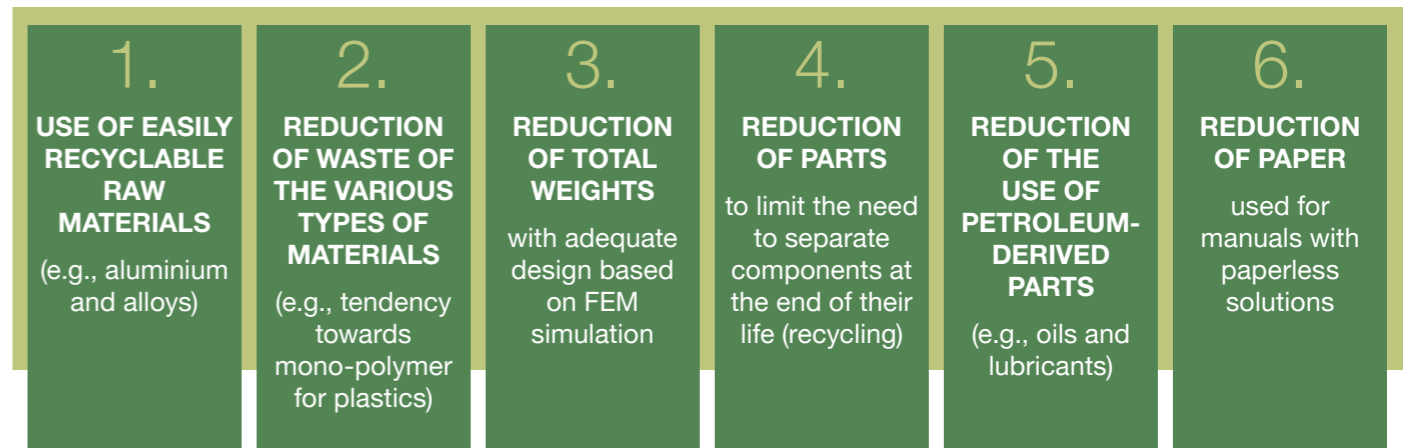 1.
USE OF EASILY
RECYCLABLE
RAW
MATERIALS
(e.g., aluminium
and alloys)
2.
REDUCTION
OF WASTE OF
THE VARIOUS
TYPES OF
MATERIALS
(e.g., tendency
towards
mono-polymer
for plastics)
3.
REDUCTION
OF TOTAL
WEIGHTS
with adequate
design based
on FEM
simulation
4.
REDUCTION
OF PARTS
to limit the need
to separate
components at
the end of their
life (recycling)
5.
REDUCTION
OF THE
USE OF
PETROLEUM-
DERIVED
PARTS
(e.g., oils and
lubricants)
6.
REDUCTION
OF PAPER
used for
manuals with
paperless
solutions